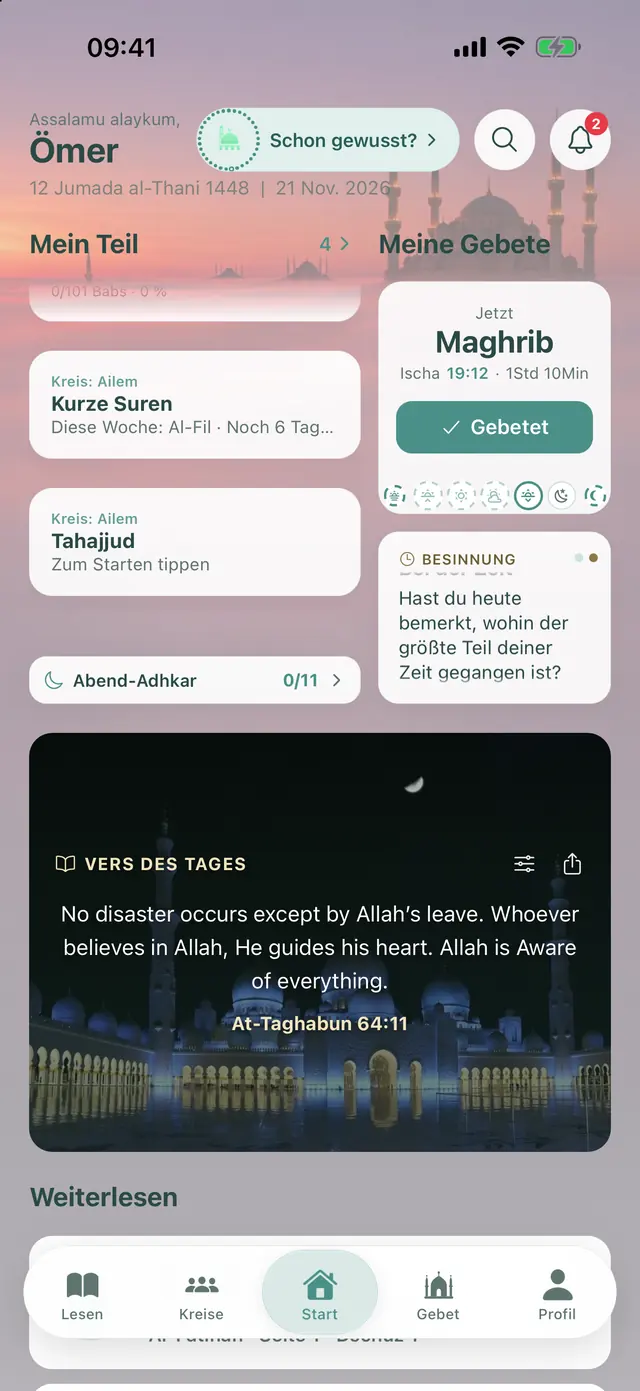 09:41
Assalamu alaykum,
Ömer
Schon gewusst?
2
12 Jumada al-Thani 1448 | 21 Nov. 2026
Mein Teil
4
0/101 Babs · 0 %
Kreis: Ailem
Kurze Suren
Diese Woche: Al-Fil · Noch 6 Tag...
Kreis: Ailem
Tahajjud
Zum Starten tippen
Abend-Adhkar
0/11
Meine Gebete
Jetzt
Maghrib
Ischa 19:12 · 1Std 10Min
Gebetet
BESINNUNG
Hast du heute
bemerkt, wohin der
größte Teil deiner
Zeit gegangen ist?
VERS DES TAGES
No disaster occurs except by Allah’s leave. Whoever
believes in Allah, He guides his heart. Allah is Aware
of everything.
At-Taghabun 64:11
Weiterlesen
Lesen
Kreise
Start
Gebet
Profil